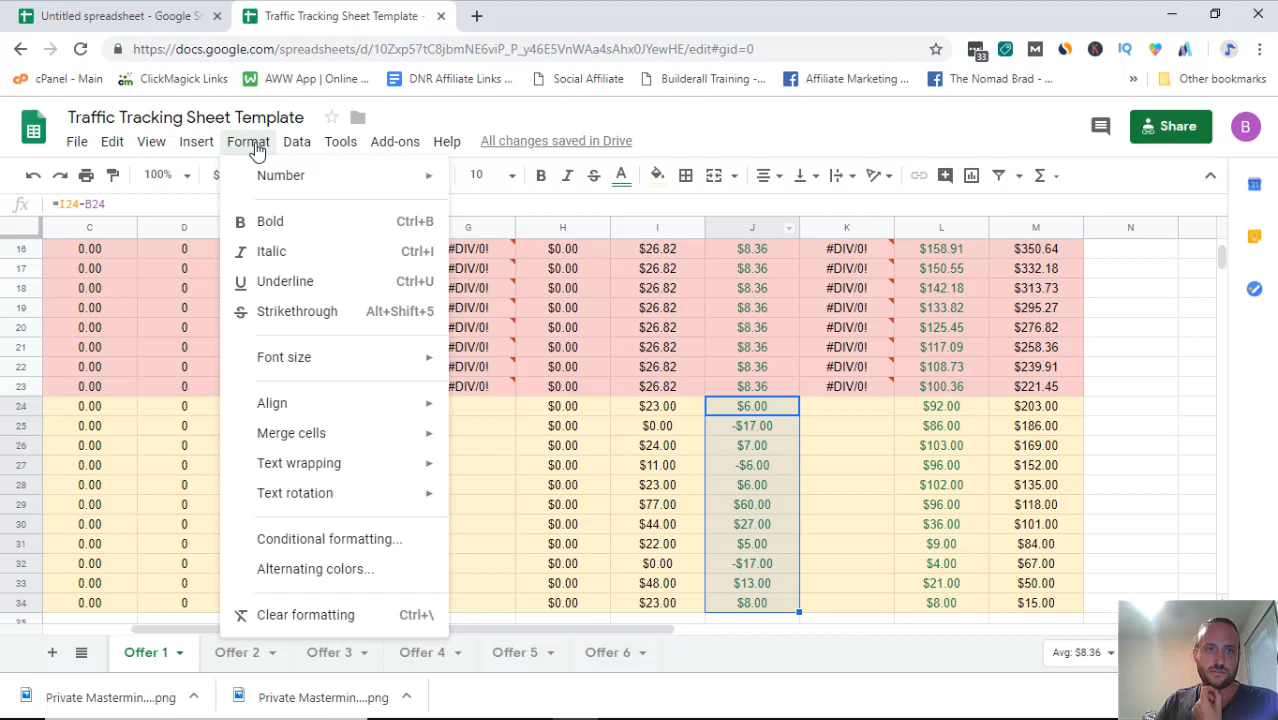 Untitled spreadsheet - Google S
Traffic Tracking Sheet Template -
https://docs.google.com/spreadsheets/d/10Zxp57tC8jbmNE6viP_P_y46E5VnWAa4sAhx0JYewHE/edit#gid=0
33
M
K
IQ
cPanel - Main
ClickMagick Links
AWW App | Online ...
DNR Affiliate Links ...
Social Affiliate
Builderall Training -...
Affiliate Marketing ...
The Nomad Brad - ...
»
Other bookmarks
Traffic Tracking Sheet Template
File Edit View Insert Format Data Tools Add-ons Help All changes saved in Drive
Share
B
100% $ 10 B I S A Σ
fx =I24-B24
C D G H I J K L M N
16 0.00 0 #DIV/0! $0.00 $26.82 $8.36 #DIV/0! $158.91 $350.64
17 0.00 0 #DIV/0! $0.00 $26.82 $8.36 #DIV/0! $150.55 $332.18
18 0.00 0 #DIV/0! $0.00 $26.82 $8.36 #DIV/0! $142.18 $313.73
19 0.00 0 #DIV/0! $0.00 $26.82 $8.36 #DIV/0! $133.82 $295.27
20 0.00 0 #DIV/0! $0.00 $26.82 $8.36 #DIV/0! $125.45 $276.82
21 0.00 0 #DIV/0! $0.00 $26.82 $8.36 #DIV/0! $117.09 $258.36
22 0.00 0 #DIV/0! $0.00 $26.82 $8.36 #DIV/0! $108.73 $239.91
23 0.00 0 #DIV/0! $0.00 $26.82 $8.36 #DIV/0! $100.36 $221.45
24 0.00 0 $0.00 $23.00 $6.00 $92.00 $203.00
25 0.00 0 $0.00 $0.00 -$17.00 $86.00 $186.00
26 0.00 0 $0.00 $24.00 $7.00 $103.00 $169.00
27 0.00 0 $0.00 $11.00 -$6.00 $96.00 $152.00
28 0.00 0 $0.00 $23.00 $6.00 $102.00 $135.00
29 0.00 0 $0.00 $77.00 $60.00 $96.00 $118.00
30 0.00 0 $0.00 $44.00 $27.00 $36.00 $101.00
31 0.00 0 $0.00 $22.00 $5.00 $9.00 $84.00
32 0.00 0 $0.00 $0.00 -$17.00 $4.00 $67.00
33 0.00 0 $0.00 $48.00 $13.00 $21.00 $50.00
34 0.00 0 $0.00 $23.00 $8.00 $8.00 $15.00
Number
B Bold Ctrl+B
I Italic Ctrl+I
U Underline Ctrl+U
S Strikethrough Alt+Shift+5
Font size
Align
Merge cells
Text wrapping
Text rotation
Conditional formatting...
Alternating colors...
Clear formatting Ctrl+\
Offer 1 Offer 2 Offer 3 Offer 4 Offer 5 Offer 6 Avg: $8.36
Private Mastermin....png
Private Mastermin....png